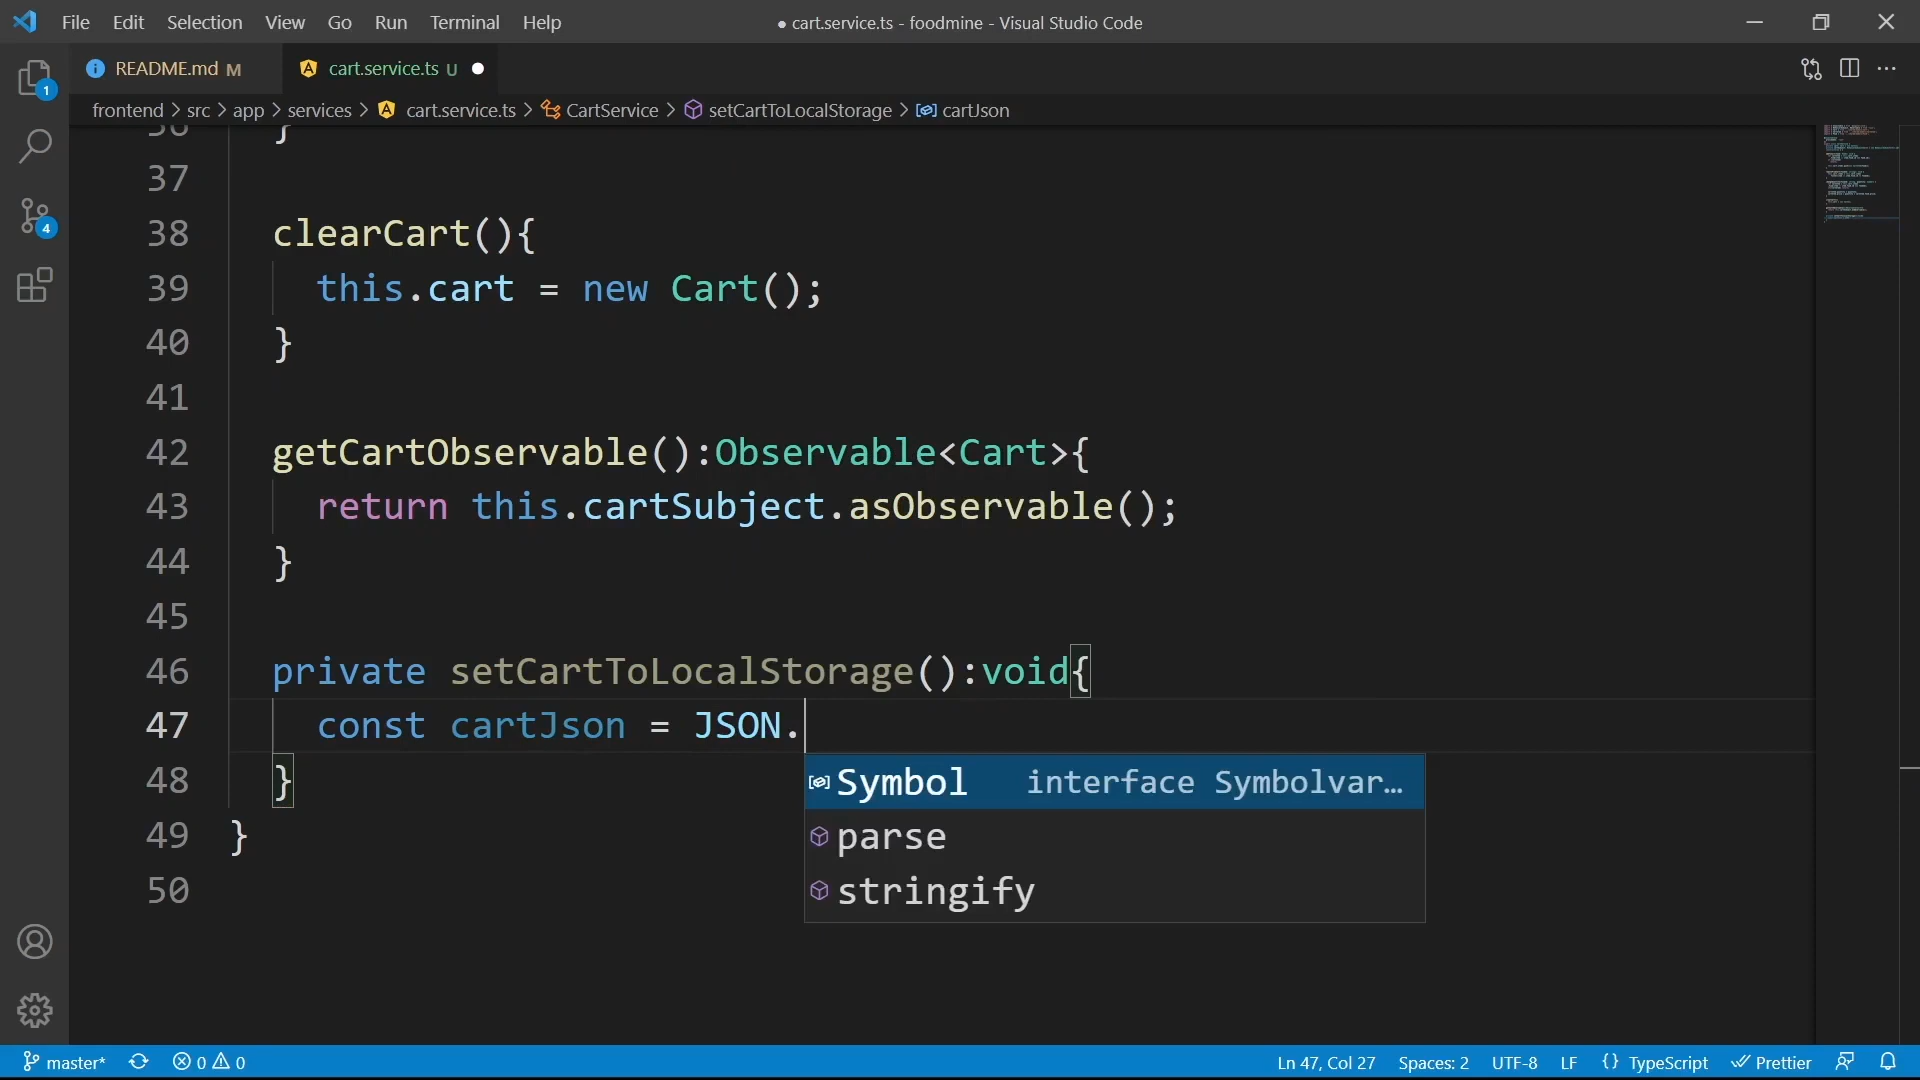 File Edit Selection View Go Run Terminal Help
● cart.service.ts - foodmine - Visual Studio Code
README.md M
cart.service.ts U
frontend > src > app > services > cart.service.ts > CartService > setCartToLocalStorage > cartJson
1
4
36 }
37
38 clearCart(){
39 this.cart = new Cart();
40 }
41
42 getCartObservable():Observable<Cart>{
43 return this.cartSubject.asObservable();
44 }
45
46 private setCartToLocalStorage():void{
47 const cartJson = JSON.
48 }
49 }
50
Symbol interface Symbolvar…
parse
stringify
master* 0 0 Ln 47, Col 27 Spaces: 2 UTF-8 LF {} TypeScript Prettier